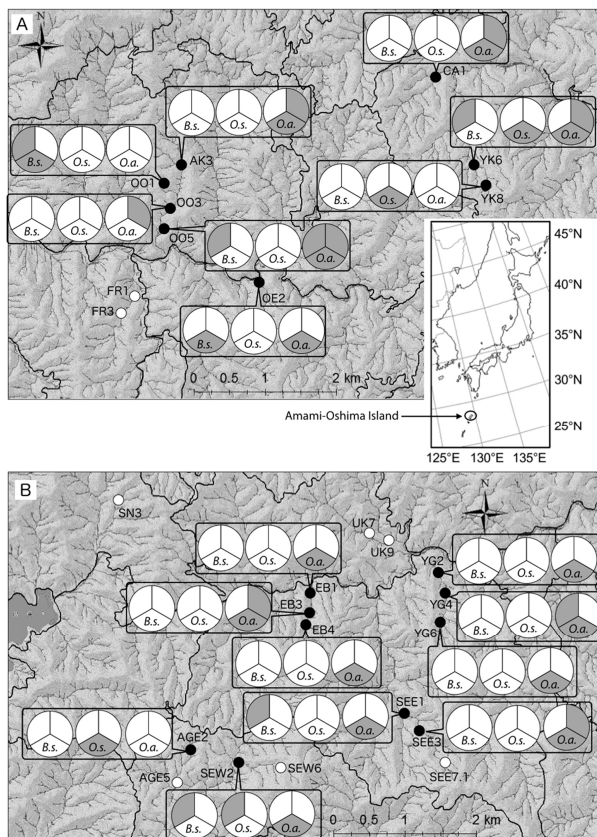 A
N
B.s. O.s. O.a.
CA1
B.s. O.s. O.a.
AK3
B.s. O.s. O.a.
YK6
B.s. O.s. O.a.
OO1
B.s. O.s. O.a.
YK8
B.s. O.s. O.a.
OO3
B.s. O.s. O.a.
OO5
FR1
FR3
OE2
B.s. O.s. O.a.
0 0.5 1 2 km
45°N
40°N
35°N
30°N
25°N
Amami-Oshima Island
125°E 130°E 135°E
B
N
SN3
UK7
UK9
B.s. O.s. O.a.
EB1
YG2
B.s. O.s. O.a.
B.s. O.s. O.a.
EB3
YG4
B.s. O.s. O.a.
EB4
YG6
B.s. O.s. O.a.
B.s. O.s. O.a.
B.s. O.s. O.a.
SEE1
B.s. O.s. O.a.
AGE2
SEE3
B.s. O.s. O.a.
SEE7.1
AGE5
SEW2
SEW6
B.s. O.s. O.a.
0 0.5 1 2 km